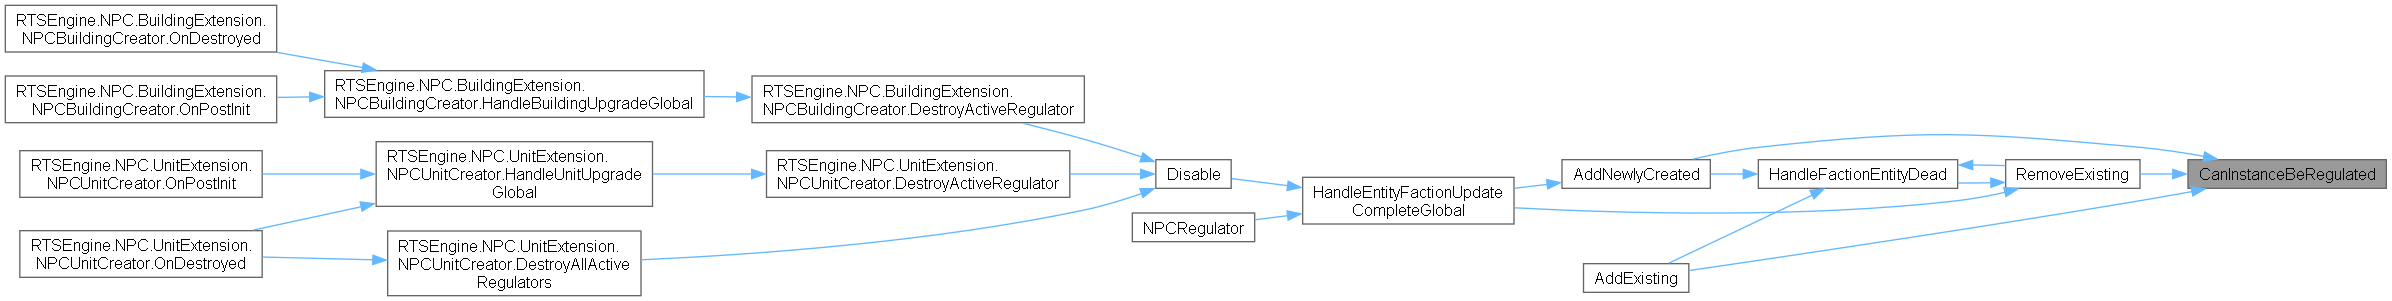 RTSEngine.NPC.BuildingExtension.
NPCBuildingCreator.OnDestroyed
RTSEngine.NPC.BuildingExtension.
NPCBuildingCreator.OnPostInit
RTSEngine.NPC.UnitExtension.
NPCUnitCreator.OnPostInit
RTSEngine.NPC.UnitExtension.
NPCUnitCreator.OnDestroyed
RTSEngine.NPC.BuildingExtension.
NPCBuildingCreator.HandleBuildingUpgradeGlobal
RTSEngine.NPC.UnitExtension.
NPCUnitCreator.HandleUnitUpgrade
Global
RTSEngine.NPC.UnitExtension.
NPCUnitCreator.DestroyAllActive
Regulators
RTSEngine.NPC.BuildingExtension.
NPCBuildingCreator.DestroyActiveRegulator
RTSEngine.NPC.UnitExtension.
NPCUnitCreator.DestroyActiveRegulator
Disable
NPCRegulator
HandleEntityFactionUpdate
CompleteGlobal
AddNewlyCreated
AddExisting
HandleFactionEntityDead
RemoveExisting
CanInstanceBeRegulated